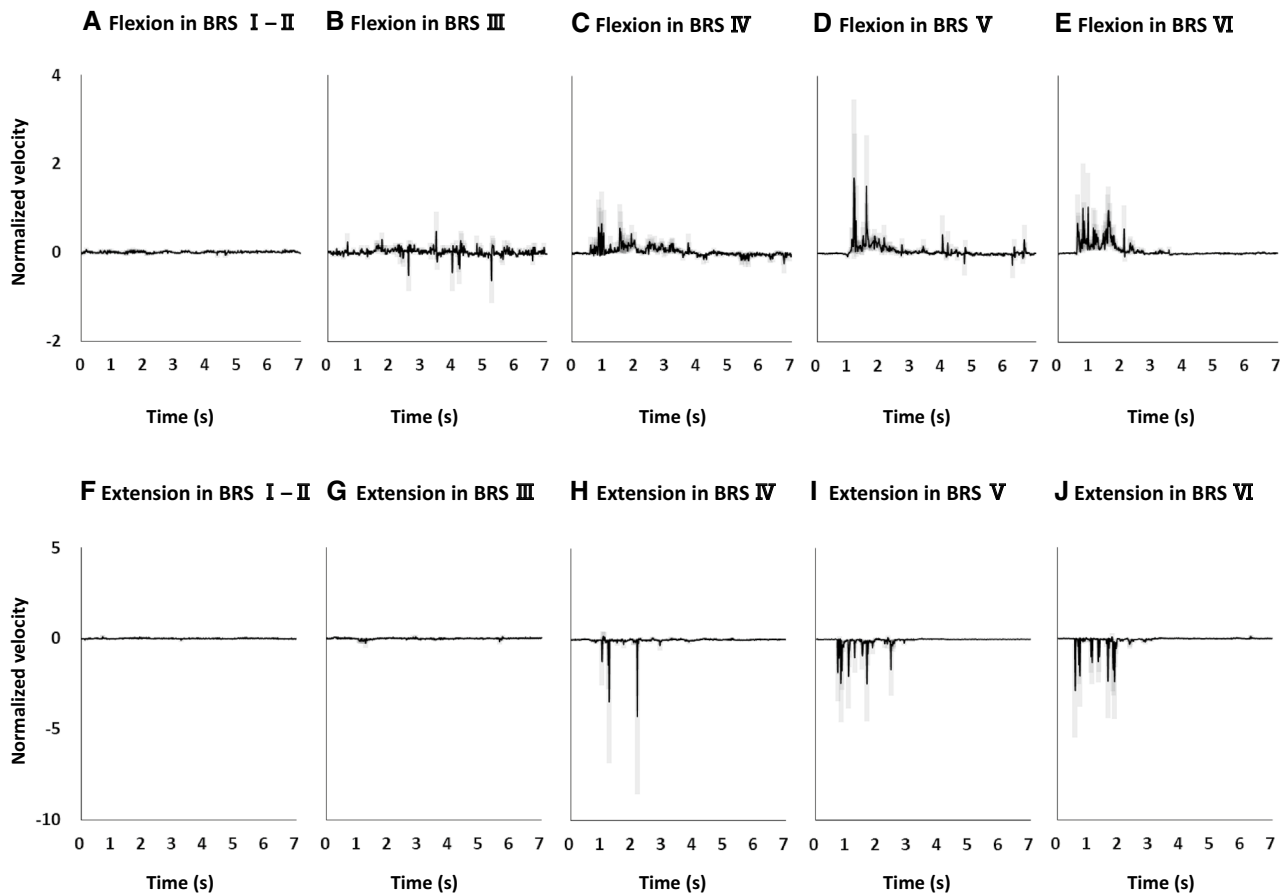 A Flexion in BRS Ⅰ – Ⅱ
B Flexion in BRS Ⅲ
C Flexion in BRS Ⅳ
D Flexion in BRS Ⅴ
E Flexion in BRS Ⅵ
Normalized velocity
4
2
0
-2
0 1 2 3 4 5 6 7
0 1 2 3 4 5 6 7
0 1 2 3 4 5 6 7
0 1 2 3 4 5 6 7
0 1 2 3 4 5 6 7
Time (s)
Time (s)
Time (s)
Time (s)
Time (s)
F Extension in BRS Ⅰ – Ⅱ
G Extension in BRS Ⅲ
H Extension in BRS Ⅳ
I Extension in BRS Ⅴ
J Extension in BRS Ⅵ
Normalized velocity
5
0
-5
-10
0 1 2 3 4 5 6 7
0 1 2 3 4 5 6 7
0 1 2 3 4 5 6 7
0 1 2 3 4 5 6 7
0 1 2 3 4 5 6 7
Time (s)
Time (s)
Time (s)
Time (s)
Time (s)